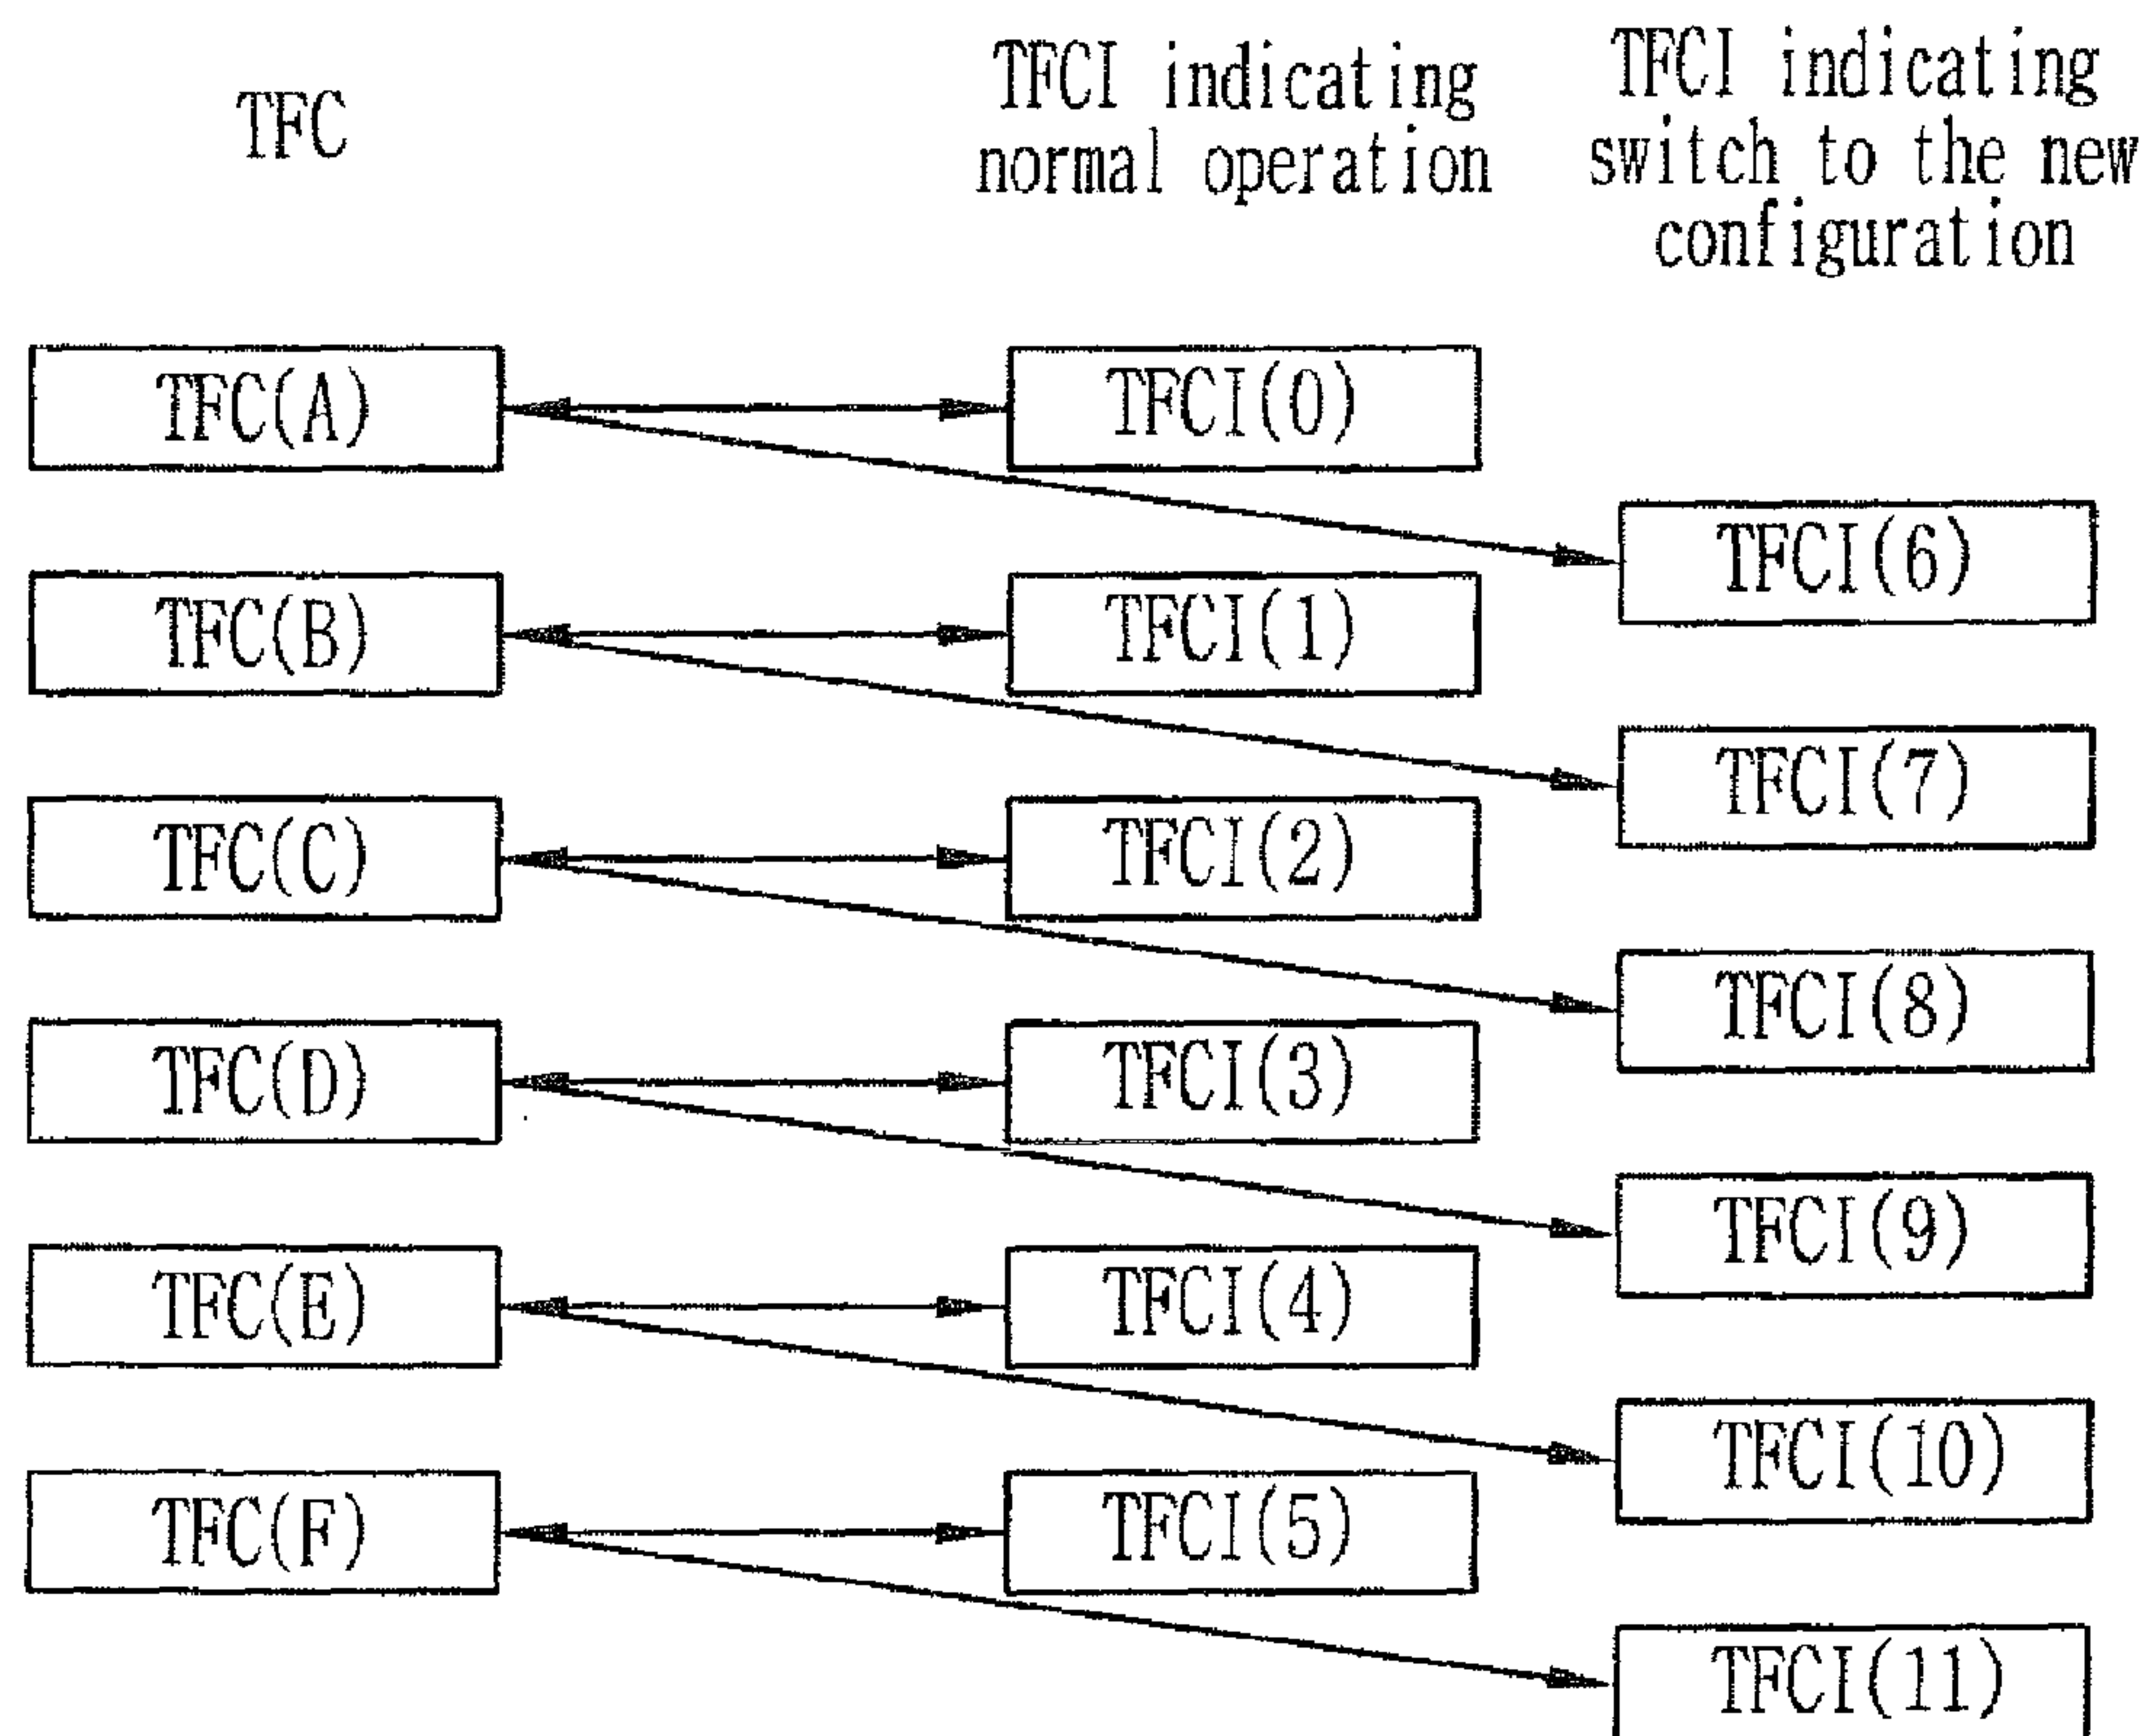 TFC
TFCI indicating
normal operation
TFCI indicating
switch to the new
configuration
TFC(A)
TFCI(0)
TFCI(6)
TFC(B)
TFCI(1)
TFCI(7)
TFC(C)
TFCI(2)
TFCI(8)
TFC(D)
TFCI(3)
TFCI(9)
TFC(E)
TFCI(4)
TFCI(10)
TFC(F)
TFCI(5)
TFCI(11)